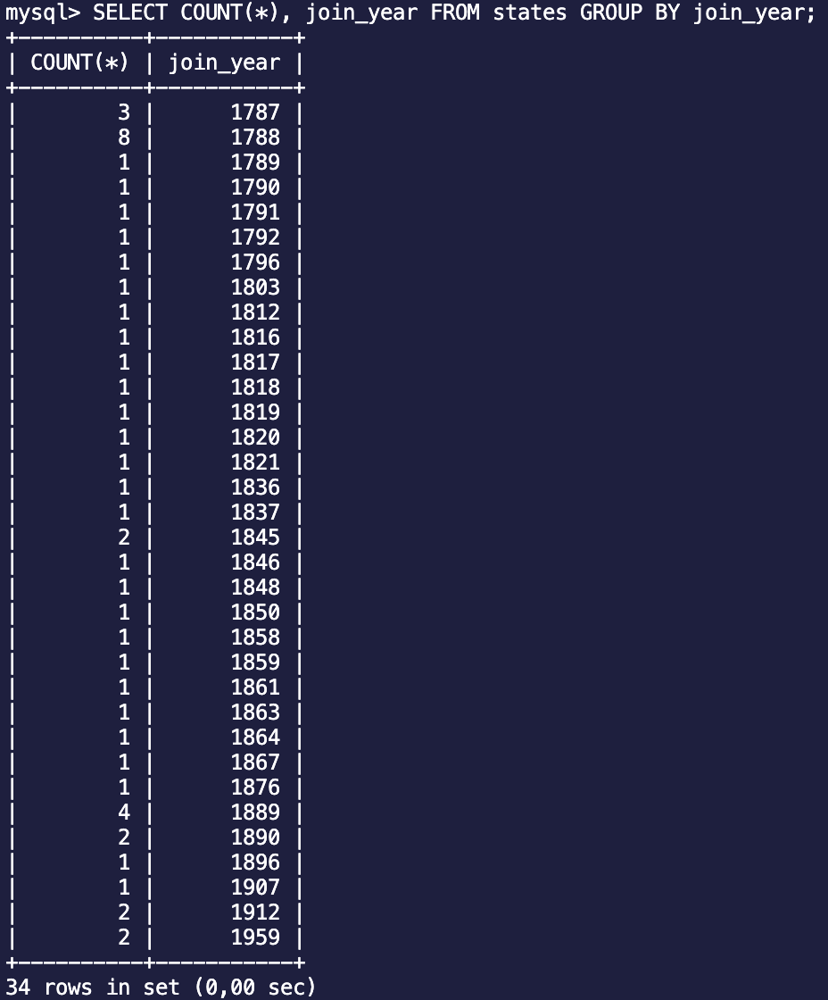 mysql> SELECT COUNT(*), join_year FROM states GROUP BY join_year;
+----------+-----------+
| COUNT(*) | join_year |
+----------+-----------+
|        3 |      1787 |
|        8 |      1788 |
|        1 |      1789 |
|        1 |      1790 |
|        1 |      1791 |
|        1 |      1792 |
|        1 |      1796 |
|        1 |      1803 |
|        1 |      1812 |
|        1 |      1816 |
|        1 |      1817 |
|        1 |      1818 |
|        1 |      1819 |
|        1 |      1820 |
|        1 |      1821 |
|        1 |      1836 |
|        1 |      1837 |
|        2 |      1845 |
|        1 |      1846 |
|        1 |      1848 |
|        1 |      1850 |
|        1 |      1858 |
|        1 |      1859 |
|        1 |      1861 |
|        1 |      1863 |
|        1 |      1864 |
|        1 |      1867 |
|        1 |      1876 |
|        4 |      1889 |
|        2 |      1890 |
|        1 |      1896 |
|        1 |      1907 |
|        2 |      1912 |
|        2 |      1959 |
+----------+-----------+
34 rows in set (0,00 sec)